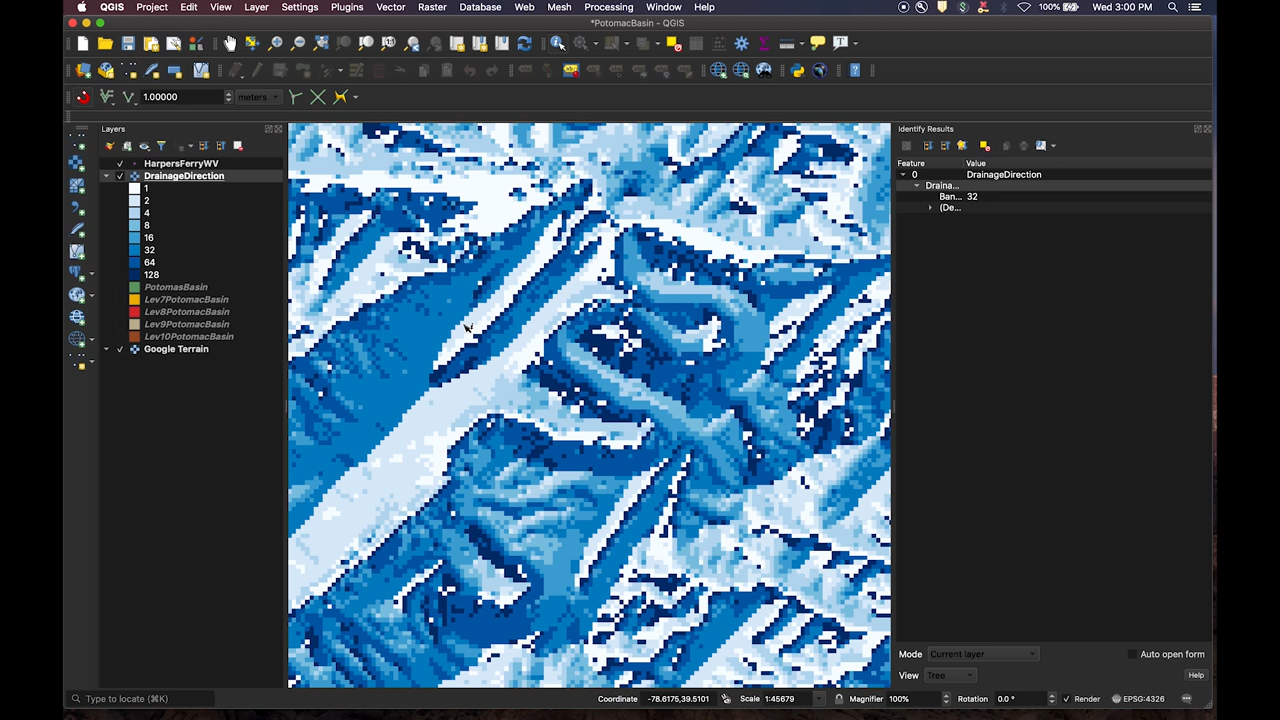 QGIS Project Edit View Layer Settings Plugins Vector Raster Database Web Mesh Processing Window Help 100% Wed 3:00 PM
*PotomacBasin - QGIS
1.00000 meters
Layers
HarpersFerryWV
DrainageDirection
1
2
4
8
16
32
64
128
PotomasBasin
Lev7PotomacBasin
Lev8PotomacBasin
Lev9PotomacBasin
Lev10PotomacBasin
Google Terrain
Identify Results
Feature Value
0 DrainageDirection
Draina...
Ban... 32
(De...
Mode Current layer Auto open form
View Tree Help
Type to locate (⌘K) Coordinate -78.6175,39.5101 Scale 1:45679 Magnifier 100% Rotation 0.0 ° Render EPSG:4326